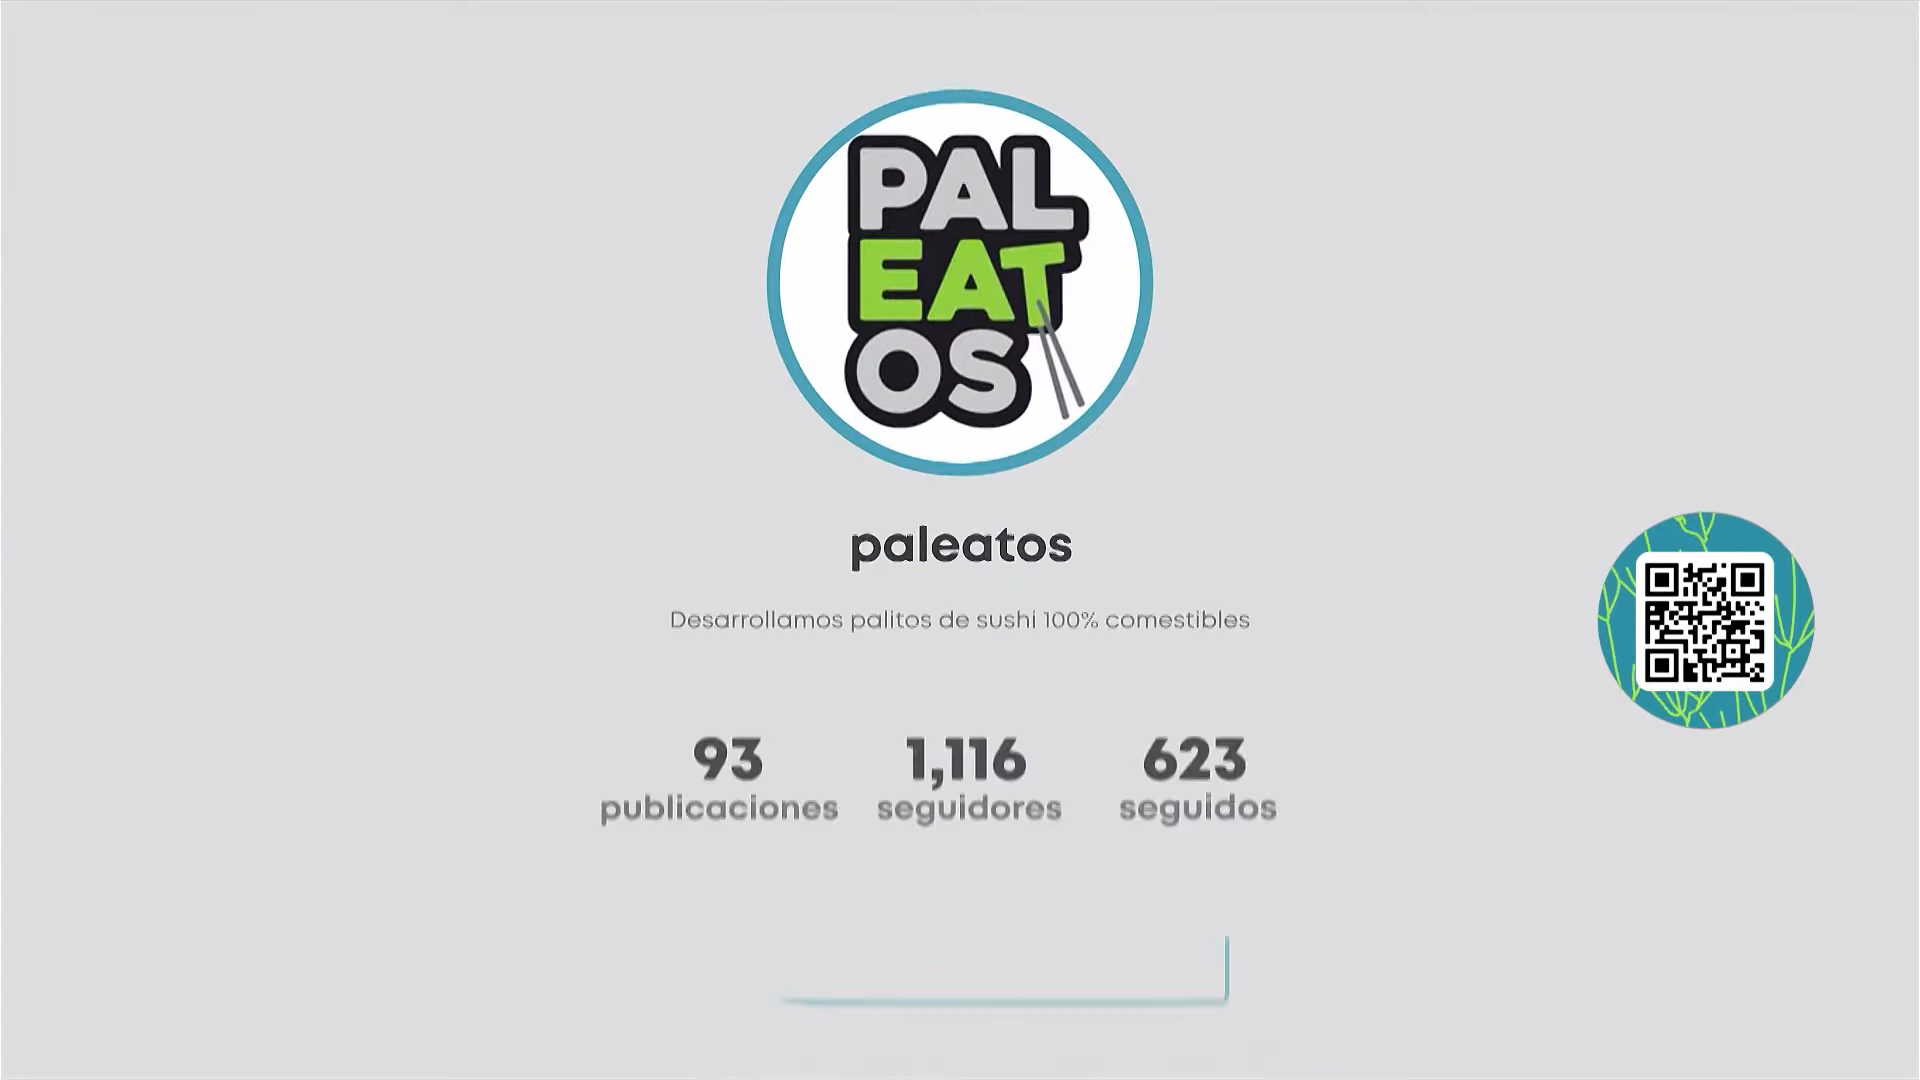 PAL
EAT
OS
paleatos
Desarrollamos palitos de sushi 100% comestibles
93 1,116 623
publicaciones seguidores seguidos